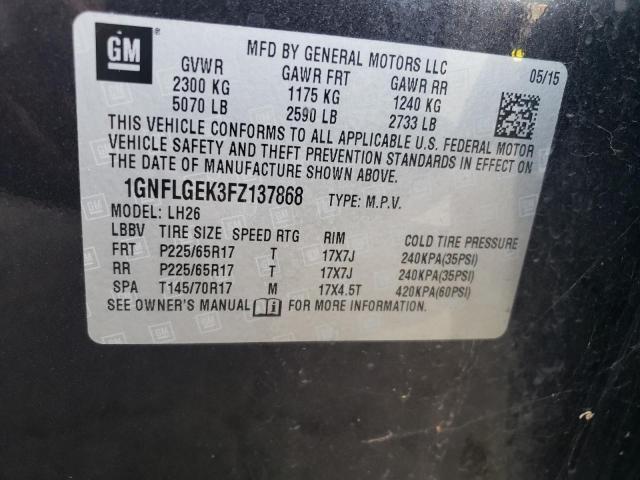 GM
®
MFD BY GENERAL MOTORS LLC 05/15
GVWR GAWR FRT GAWR RR
2300 KG 1175 KG 1240 KG
5070 LB 2590 LB 2733 LB
THIS VEHICLE CONFORMS TO ALL APPLICABLE U.S. FEDERAL MOTOR
VEHICLE SAFETY AND THEFT PREVENTION STANDARDS IN EFFECT ON
THE DATE OF MANUFACTURE SHOWN ABOVE.
1GNFLGEK3FZ137868 TYPE: M.P.V.
MODEL: LH26
LBBV TIRE SIZE SPEED RTG RIM COLD TIRE PRESSURE
FRT P225/65R17 T 17X7J 240KPA(35PSI)
RR P225/65R17 T 17X7J 240KPA(35PSI)
SPA T145/70R17 M 17X4.5T 420KPA(60PSI)
SEE OWNER'S MANUAL FOR MORE INFORMATION.